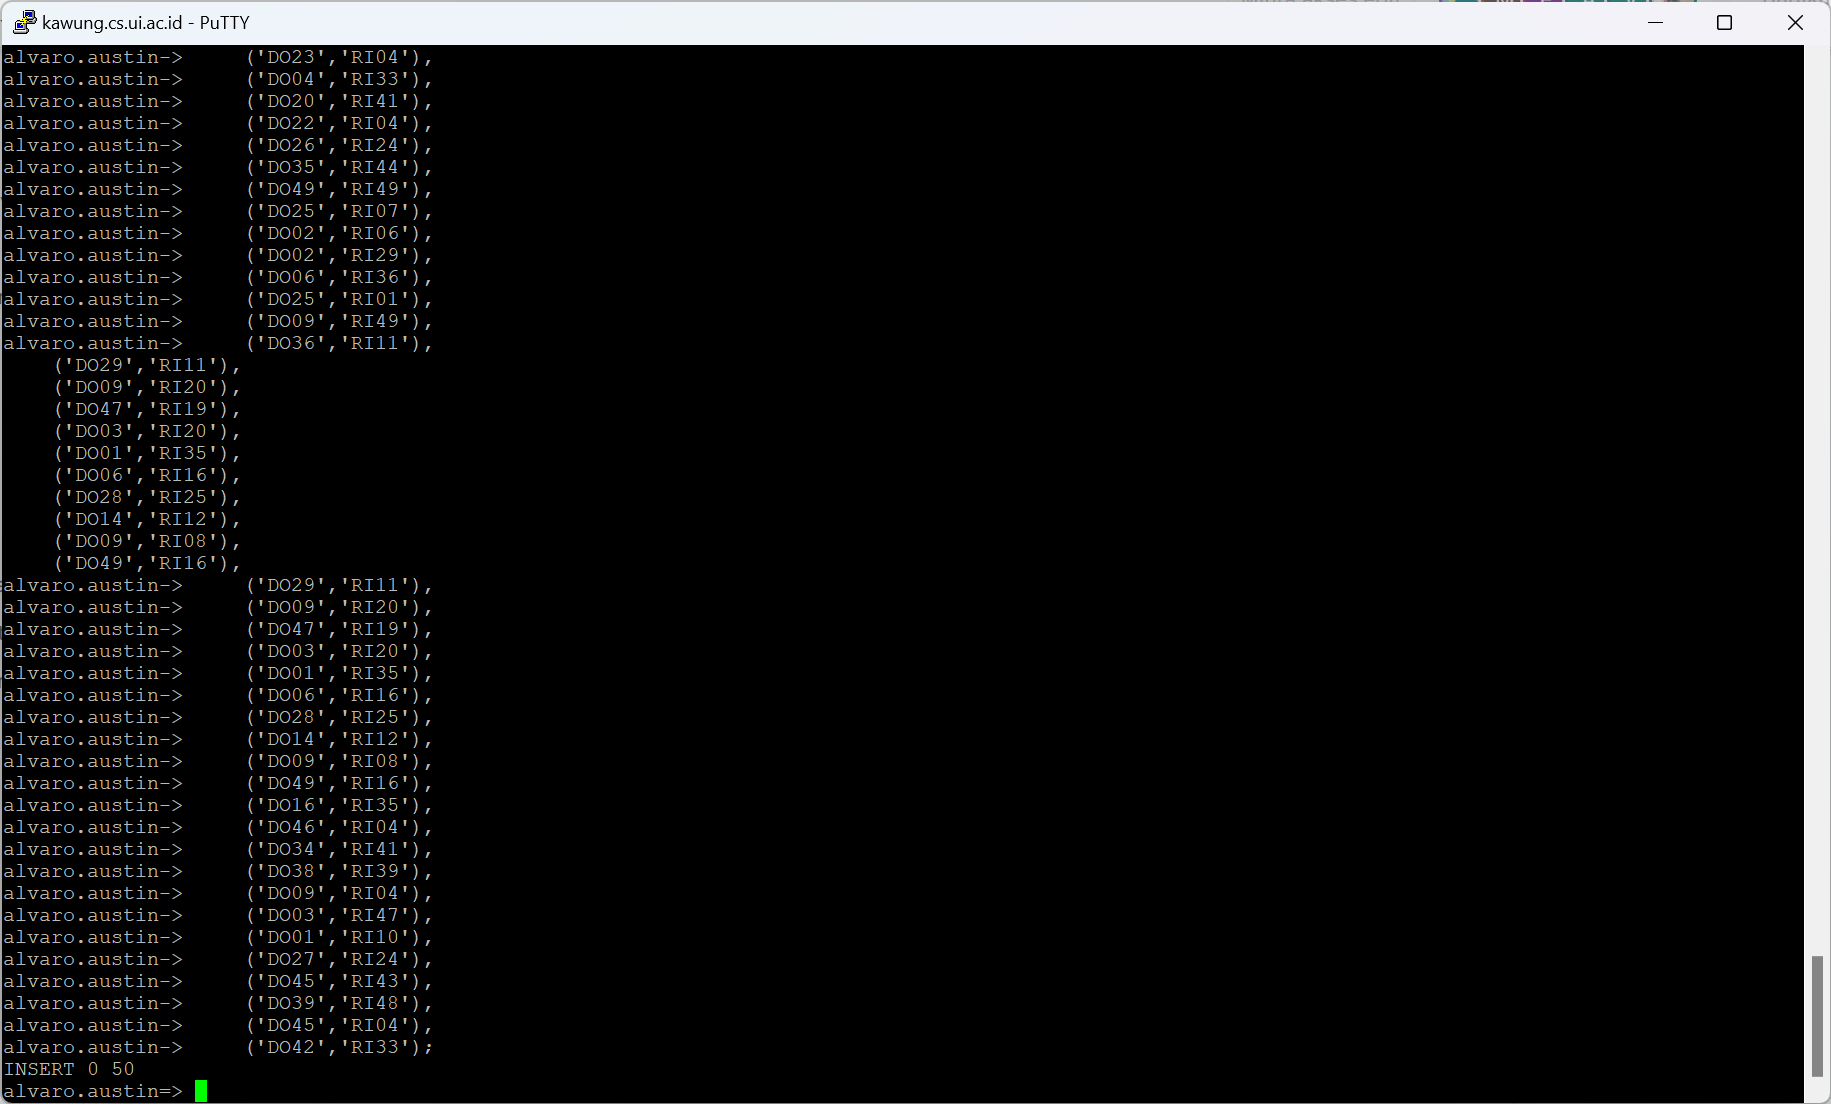 kawung.cs.ui.ac.id - PuTTY
alvaro.austin->     ('DO23','RI04'),
alvaro.austin->     ('DO04','RI33'),
alvaro.austin->     ('DO20','RI41'),
alvaro.austin->     ('DO22','RI04'),
alvaro.austin->     ('DO26','RI24'),
alvaro.austin->     ('DO35','RI44'),
alvaro.austin->     ('DO49','RI49'),
alvaro.austin->     ('DO25','RI07'),
alvaro.austin->     ('DO02','RI06'),
alvaro.austin->     ('DO02','RI29'),
alvaro.austin->     ('DO06','RI36'),
alvaro.austin->     ('DO25','RI01'),
alvaro.austin->     ('DO09','RI49'),
alvaro.austin->     ('DO36','RI11'),
    ('DO29','RI11'),
    ('DO09','RI20'),
    ('DO47','RI19'),
    ('DO03','RI20'),
    ('DO01','RI35'),
    ('DO06','RI16'),
    ('DO28','RI25'),
    ('DO14','RI12'),
    ('DO09','RI08'),
    ('DO49','RI16'),
alvaro.austin->     ('DO29','RI11'),
alvaro.austin->     ('DO09','RI20'),
alvaro.austin->     ('DO47','RI19'),
alvaro.austin->     ('DO03','RI20'),
alvaro.austin->     ('DO01','RI35'),
alvaro.austin->     ('DO06','RI16'),
alvaro.austin->     ('DO28','RI25'),
alvaro.austin->     ('DO14','RI12'),
alvaro.austin->     ('DO09','RI08'),
alvaro.austin->     ('DO49','RI16'),
alvaro.austin->     ('DO16','RI35'),
alvaro.austin->     ('DO46','RI04'),
alvaro.austin->     ('DO34','RI41'),
alvaro.austin->     ('DO38','RI39'),
alvaro.austin->     ('DO09','RI04'),
alvaro.austin->     ('DO03','RI47'),
alvaro.austin->     ('DO01','RI10'),
alvaro.austin->     ('DO27','RI24'),
alvaro.austin->     ('DO45','RI43'),
alvaro.austin->     ('DO39','RI48'),
alvaro.austin->     ('DO45','RI04'),
alvaro.austin->     ('DO42','RI33');
INSERT 0 50
alvaro.austin=>